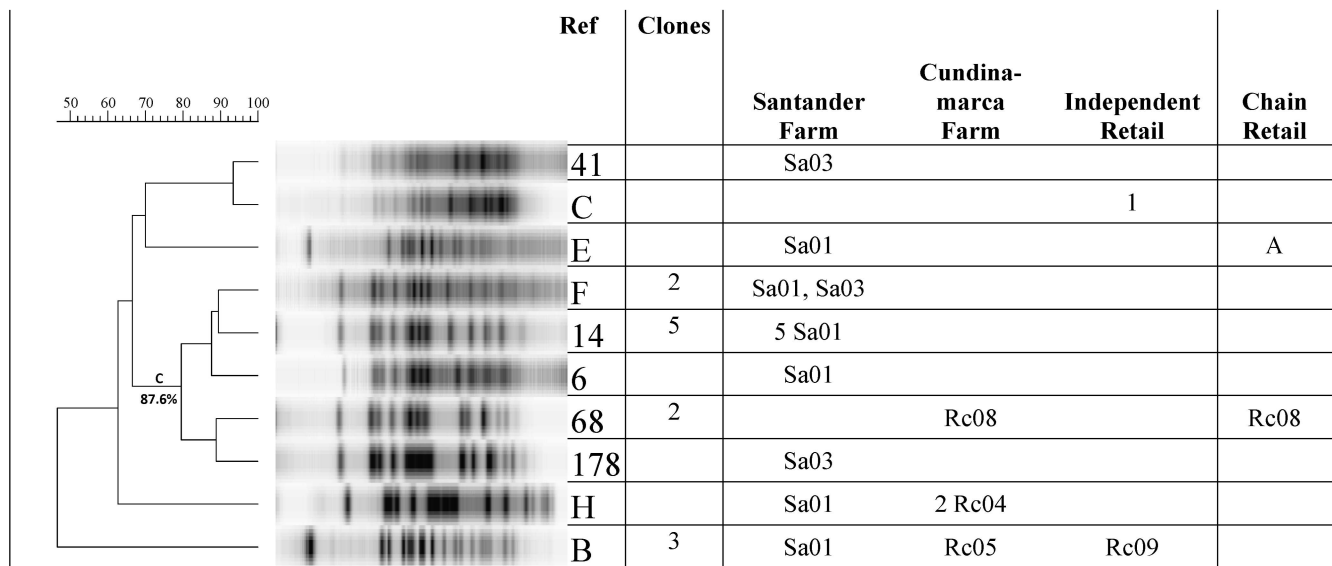 Ref Clones
Cundina-
Santander marca Independent Chain
Farm Farm Retail Retail
50 60 70 80 90 100
41 Sa03
C 1
E Sa01 A
F 2 Sa01, Sa03
14 5 5 Sa01
6 Sa01
C
87.6%
68 2 Rc08 Rc08
178 Sa03
H Sa01 2 Rc04
B 3 Sa01 Rc05 Rc09